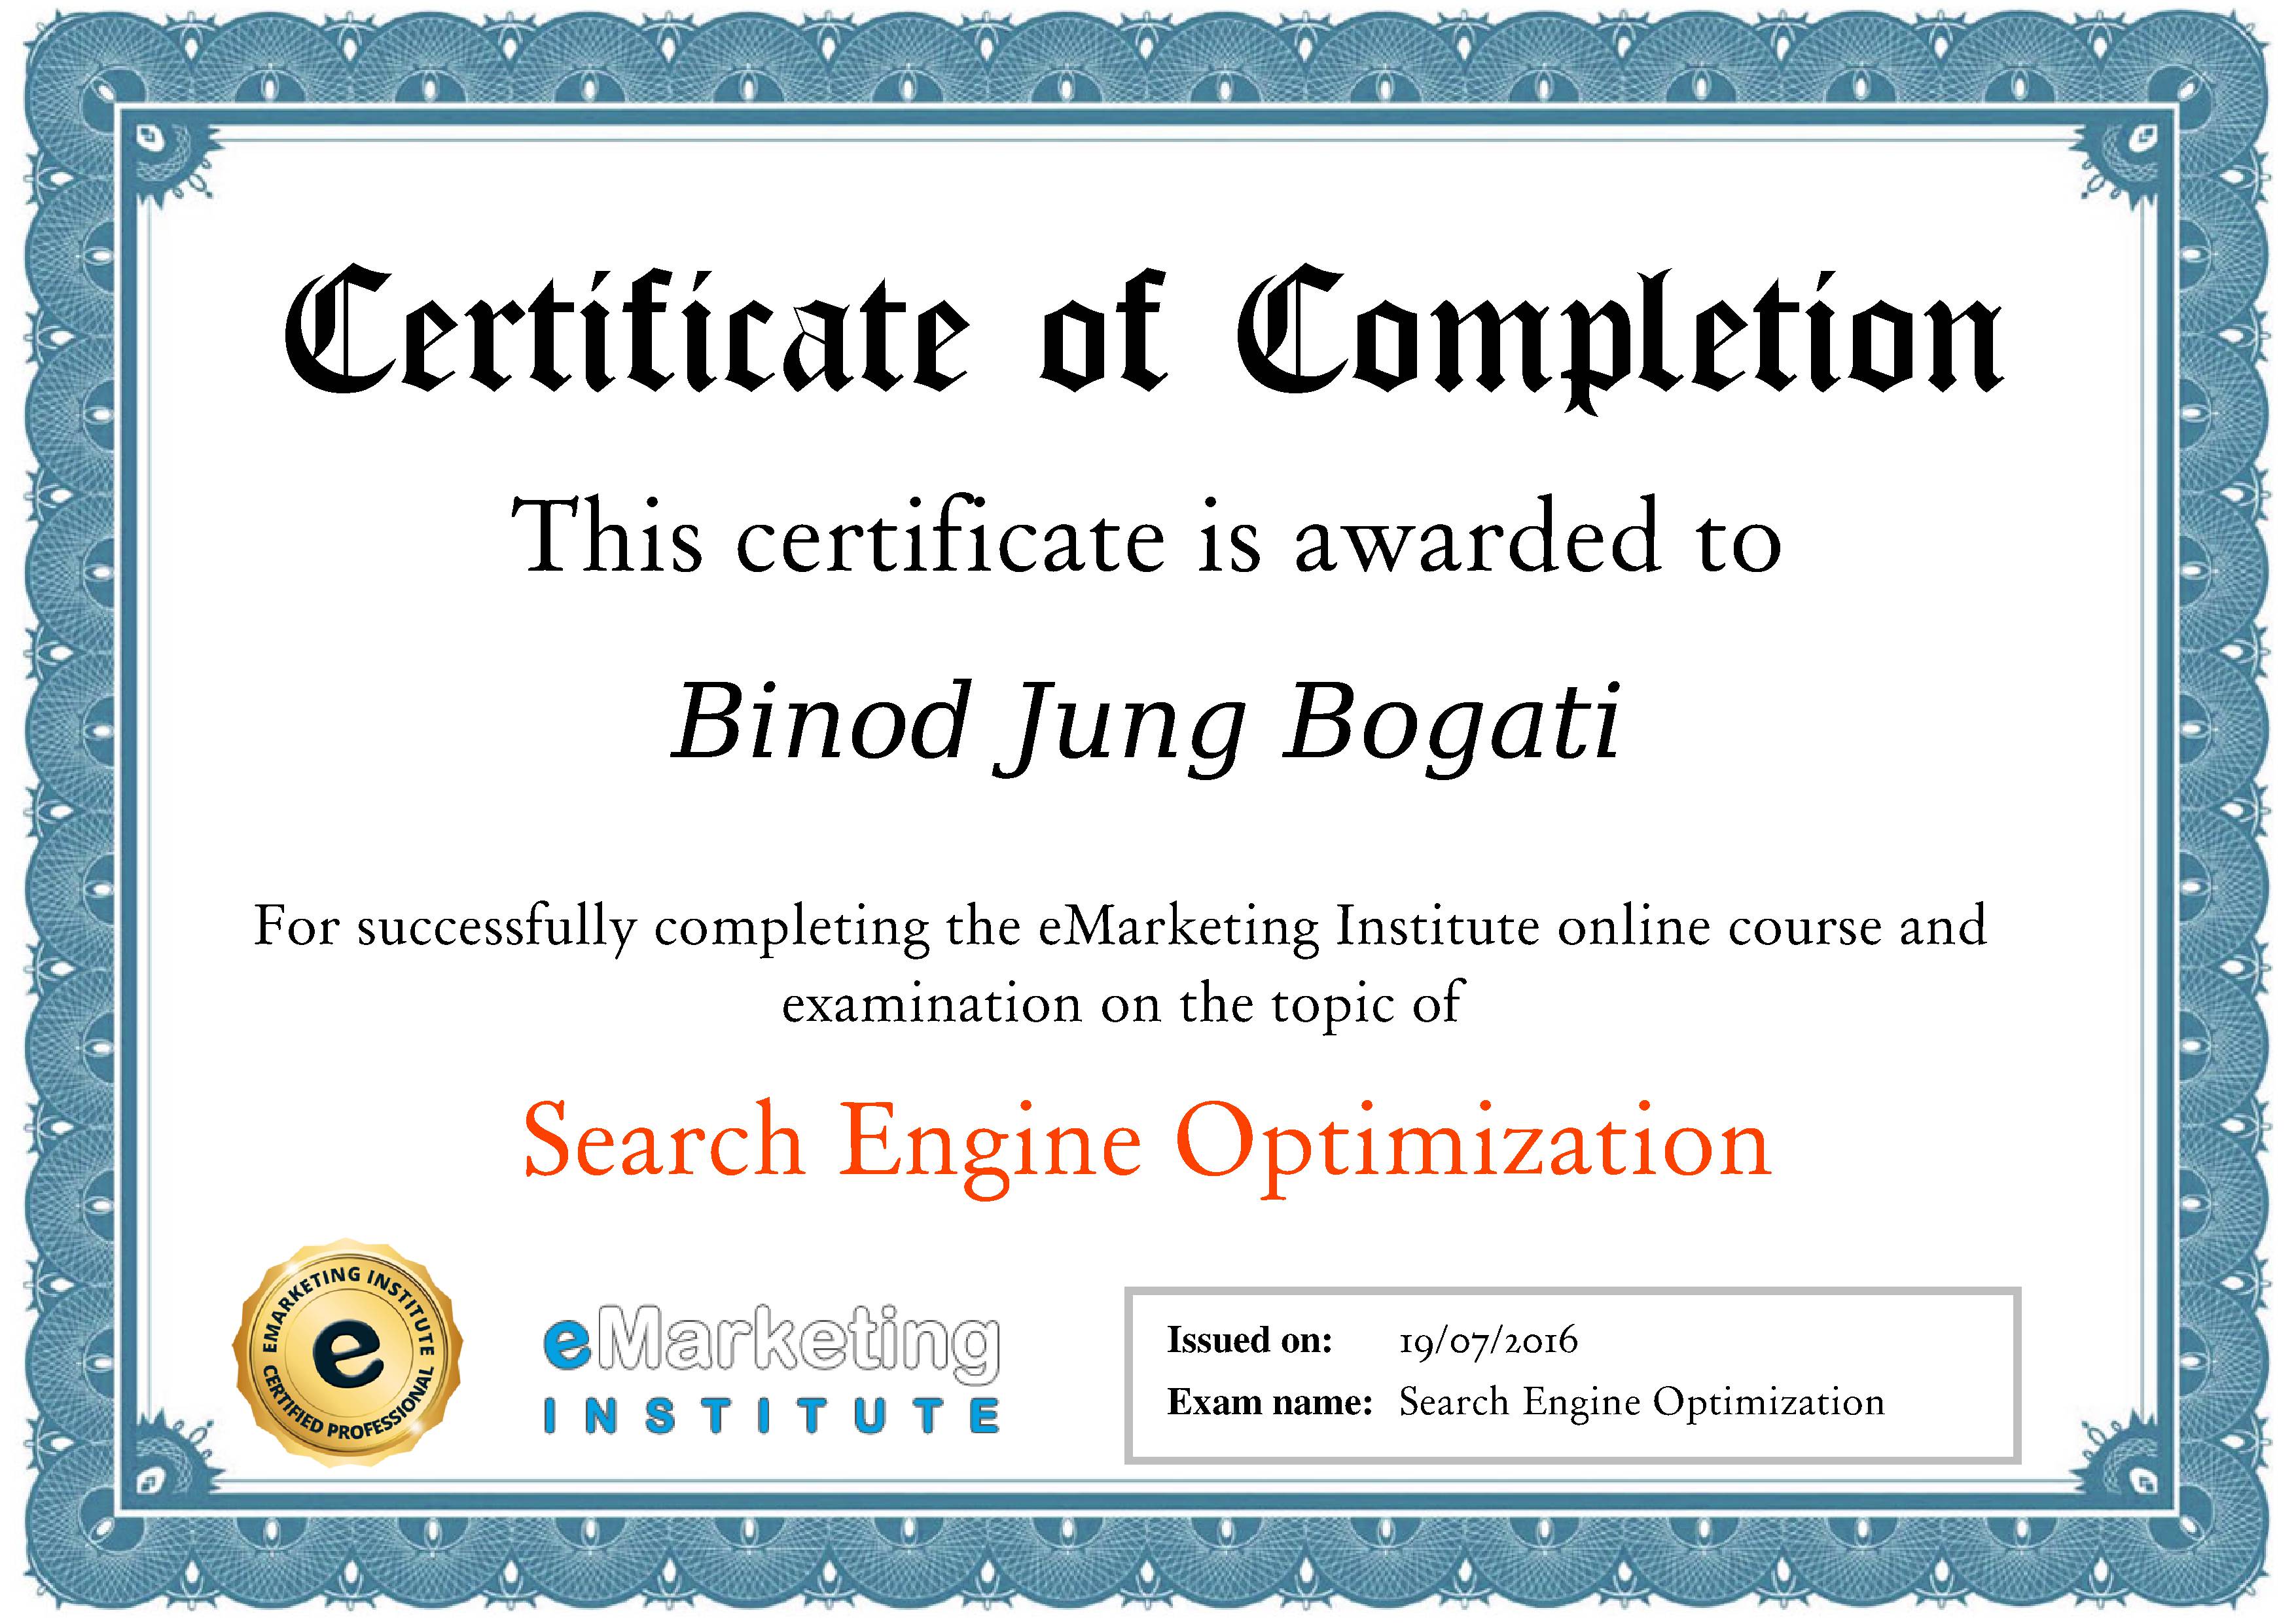 Certificate of Completion
This certificate is awarded to
Binod Jung Bogati
For successfully completing the eMarketing Institute online course and
examination on the topic of
Search Engine Optimization
EMARKETING INSTITUTE
e
CERTIFIED PROFESSIONAL
eMarketing
INSTITUTE
Issued on: 19/07/2016
Exam name: Search Engine Optimization